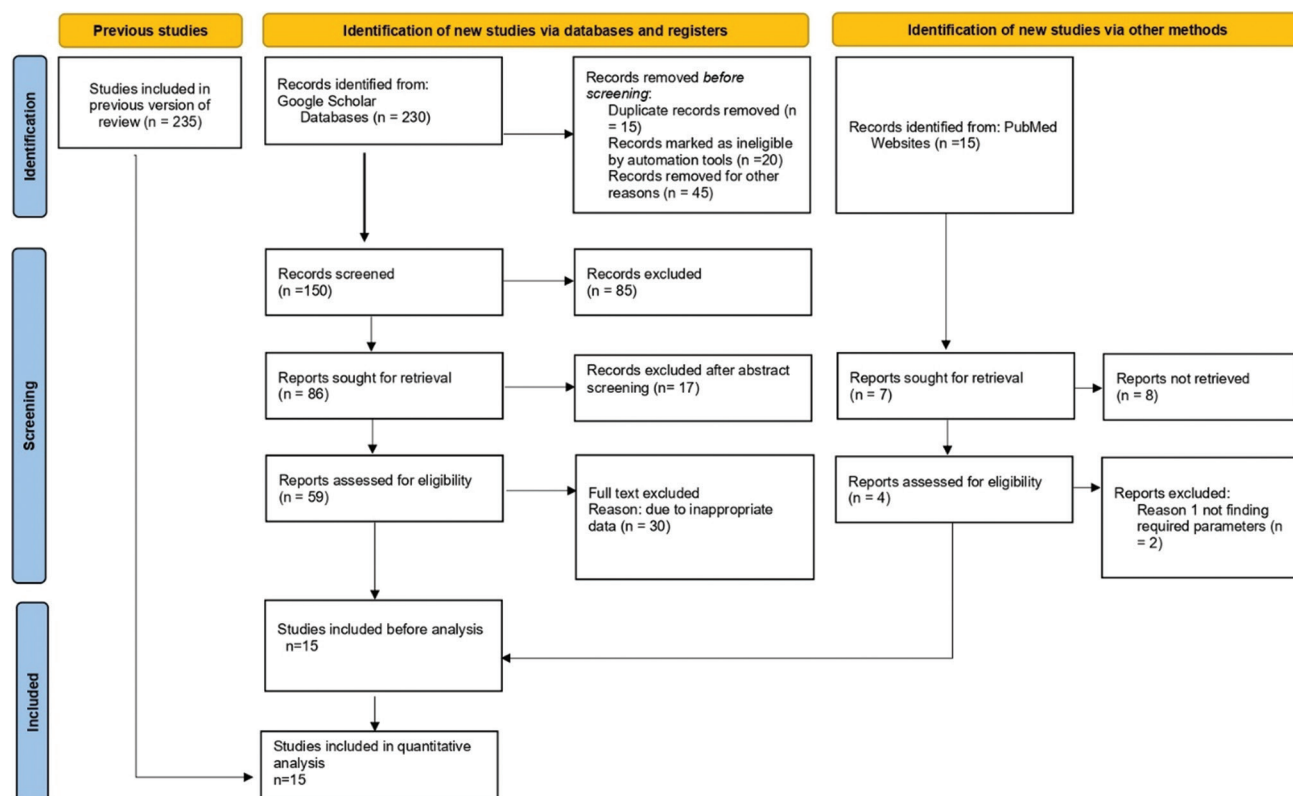 Previous studies
Identification of new studies via databases and registers
Identification of new studies via other methods
Identification
Studies included in
previous version of
review (n = 235)
Records identified from:
Google Scholar
Databases (n = 230)
Records removed before
screening:
Duplicate records removed (n
= 15)
Records marked as ineligible
by automation tools (n =20)
Records removed for other
reasons (n = 45)
Records identified from: PubMed
Websites (n =15)
Screening
Records screened
(n =150)
Records excluded
(n = 85)
Reports sought for retrieval
(n = 86)
Records excluded after abstract
screening (n= 17)
Reports sought for retrieval
(n = 7)
Reports not retrieved
(n = 8)
Reports assessed for eligibility
(n = 59)
Full text excluded
Reason: due to inappropriate
data (n = 30)
Reports assessed for eligibility
(n = 4)
Reports excluded:
Reason 1 not finding
required parameters (n
= 2)
Included
Studies included before analysis
n=15
Studies included in quantitative
analysis
n=15